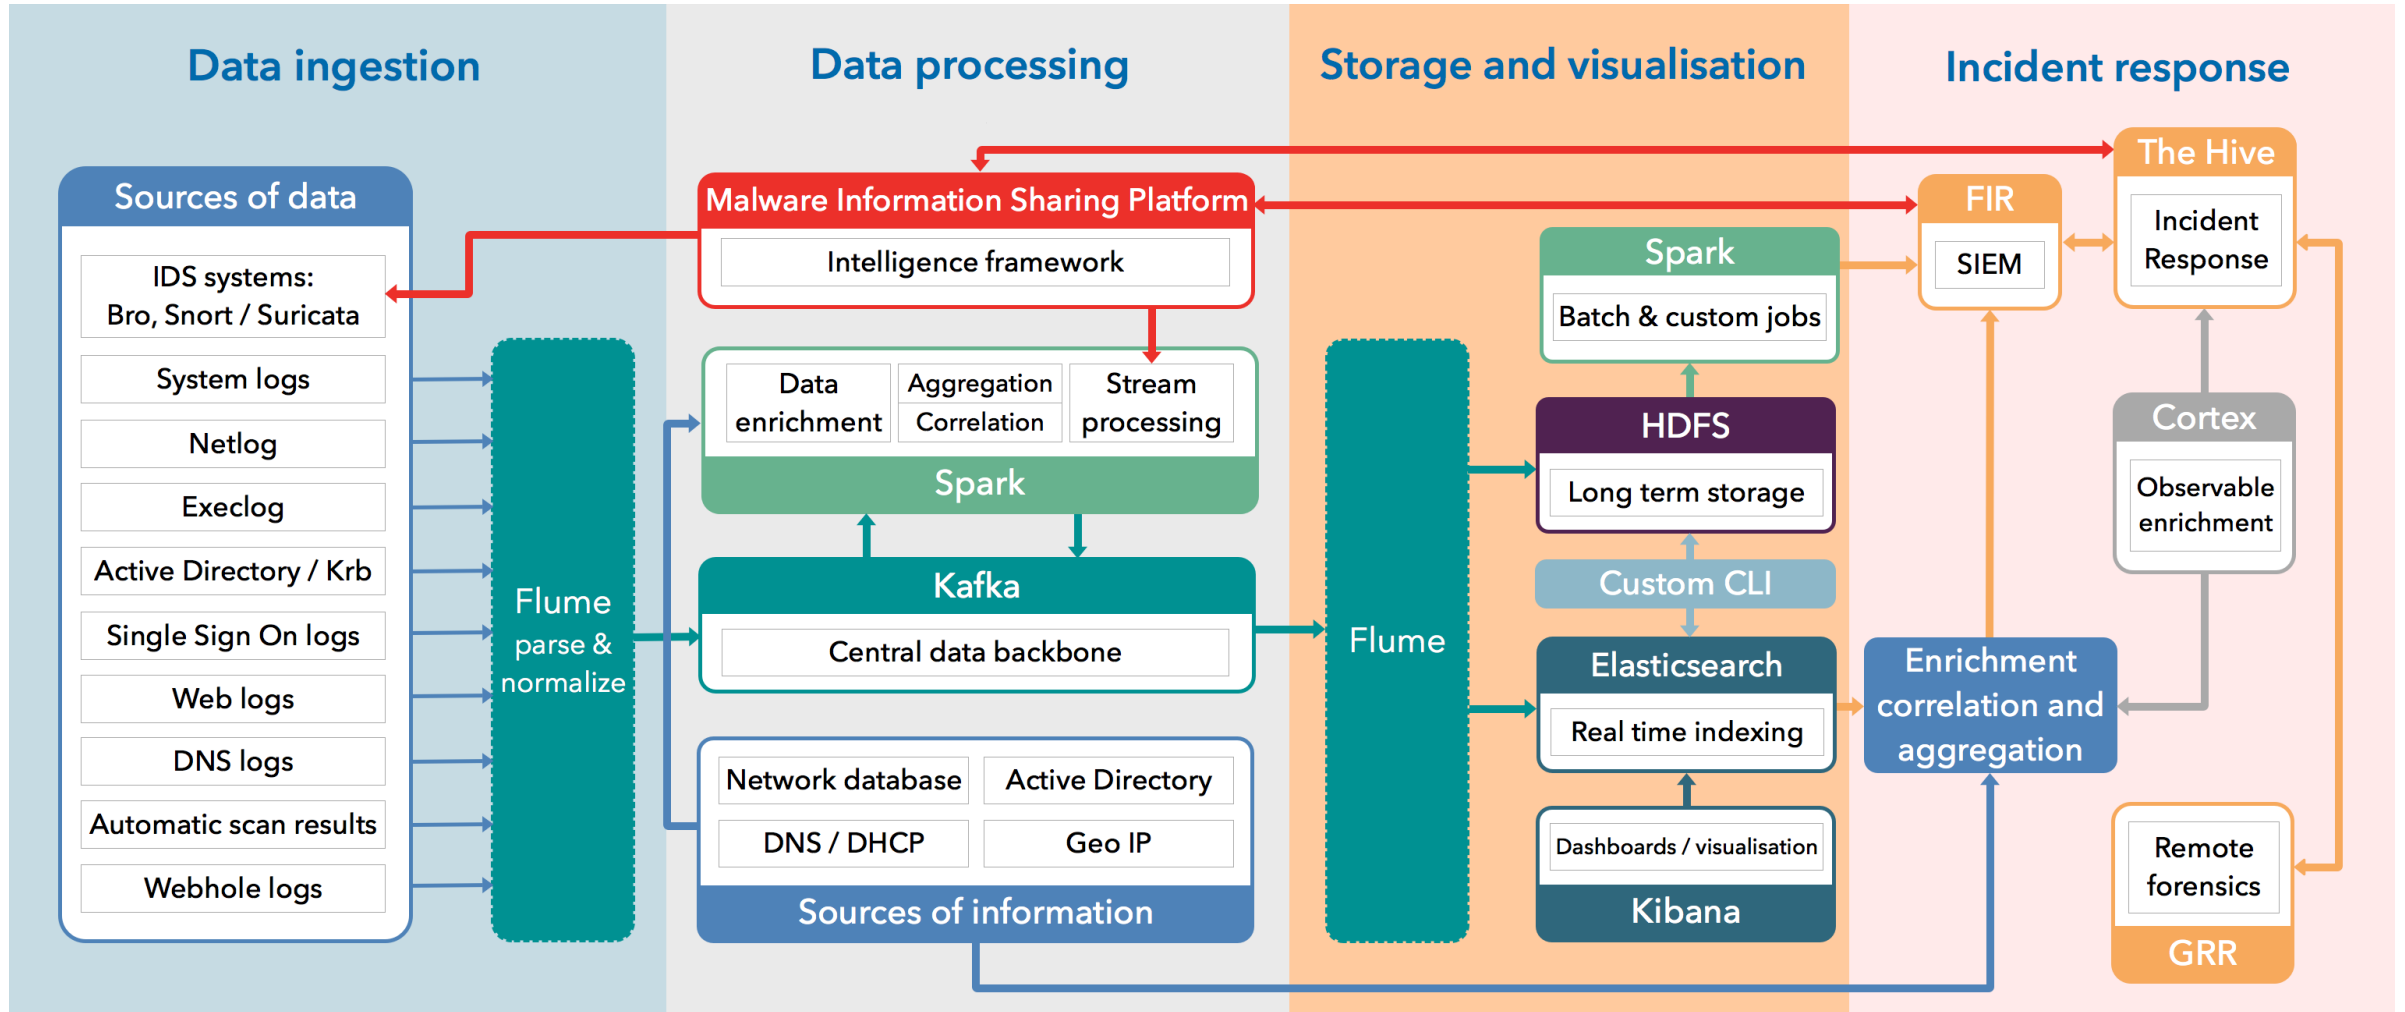 Data ingestion
Data processing
Storage and visualisation
Incident response
Sources of data
IDS systems:
Bro, Snort / Suricata
System logs
Netlog
Execlog
Active Directory / Krb
Single Sign On logs
Web logs
DNS logs
Automatic scan results
Webhole logs
Flume
parse &
normalize
Malware Information Sharing Platform
Intelligence framework
Data
enrichment
Aggregation
Correlation
Stream
processing
Spark
Kafka
Central data backbone
Network database
Active Directory
DNS / DHCP
Geo IP
Sources of information
Flume
Spark
Batch & custom jobs
HDFS
Long term storage
Custom CLI
Elasticsearch
Real time indexing
Dashboards / visualisation
Kibana
FIR
SIEM
The Hive
Incident
Response
Cortex
Observable
enrichment
Enrichment
correlation and
aggregation
Remote
forensics
GRR